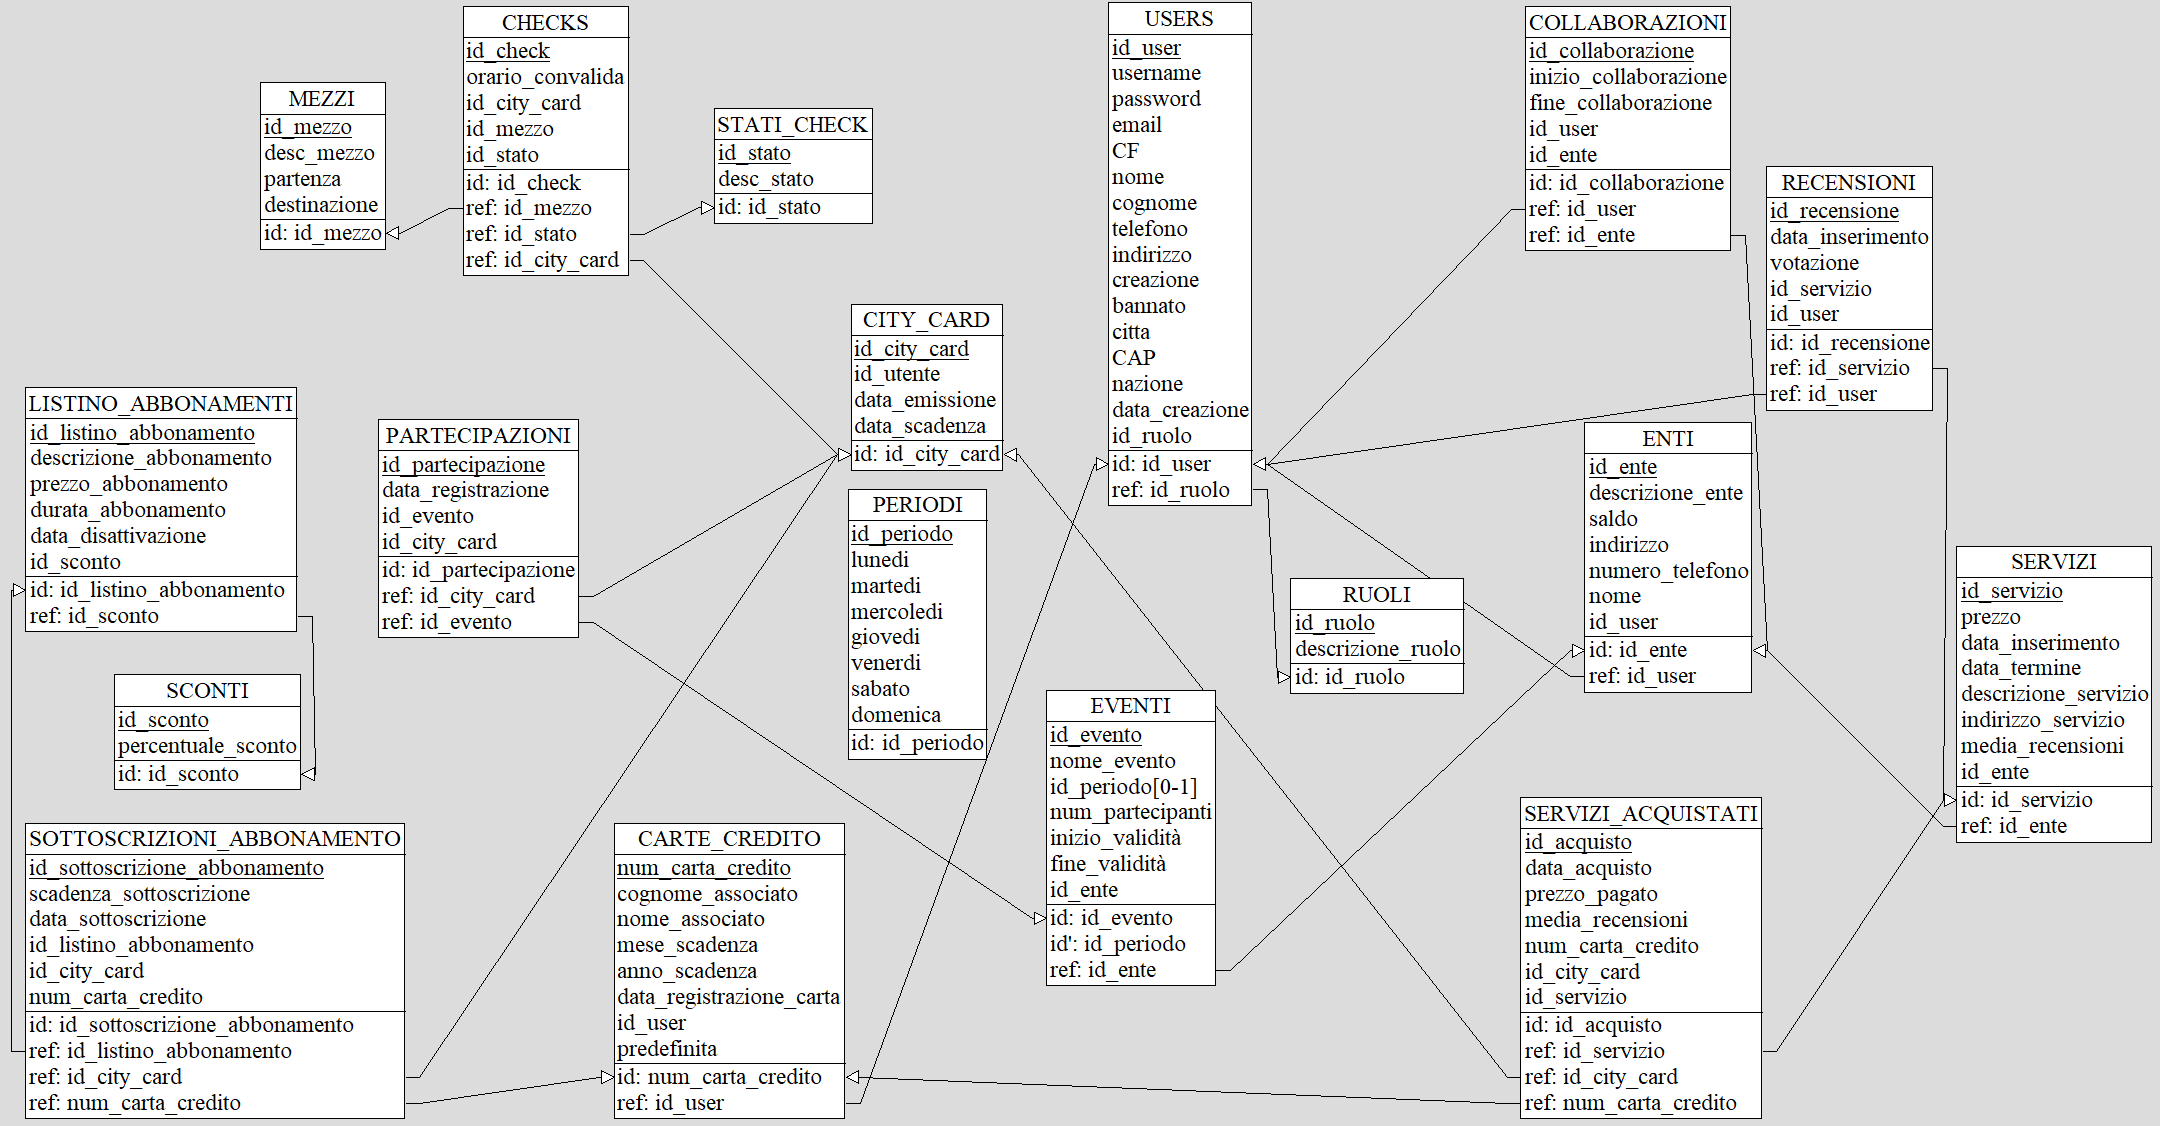 CHECKS
id_check
orario_convalida
id_city_card
id_mezzo
id_stato
id: id_check
ref: id_mezzo
ref: id_stato
ref: id_city_card
USERS
id_user
username
password
email
CF
nome
cognome
telefono
indirizzo
creazione
bannato
citta
CAP
nazione
data_creazione
id_ruolo
id: id_user
ref: id_ruolo
COLLABORAZIONI
id_collaborazione
inizio_collaborazione
fine_collaborazione
id_user
id_ente
id: id_collaborazione
ref: id_user
ref: id_ente
MEZZI
id_mezzo
desc_mezzo
partenza
destinazione
id: id_mezzo
STATI_CHECK
id_stato
desc_stato
id: id_stato
RECENSIONI
id_recensione
data_inserimento
votazione
id_servizio
id_user
id: id_recensione
ref: id_servizio
ref: id_user
CITY_CARD
id_city_card
id_utente
data_emissione
data_scadenza
id: id_city_card
LISTINO_ABBONAMENTI
id_listino_abbonamento
descrizione_abbonamento
prezzo_abbonamento
durata_abbonamento
data_disattivazione
id_sconto
id: id_listino_abbonamento
ref: id_sconto
PARTECIPAZIONI
id_partecipazione
data_registrazione
id_evento
id_city_card
id: id_partecipazione
ref: id_city_card
ref: id_evento
ENTI
id_ente
descrizione_ente
saldo
indirizzo
numero_telefono
nome
id_user
id: id_ente
ref: id_user
PERIODI
id_periodo
lunedi
martedi
mercoledi
giovedi
venerdi
sabato
domenica
id: id_periodo
SERVIZI
id_servizio
prezzo
data_inserimento
data_termine
descrizione_servizio
indirizzo_servizio
media_recensioni
id_ente
id: id_servizio
ref: id_ente
RUOLI
id_ruolo
descrizione_ruolo
id: id_ruolo
SCONTI
id_sconto
percentuale_sconto
id: id_sconto
EVENTI
id_evento
nome_evento
id_periodo[0-1]
num_partecipanti
inizio_validità
fine_validità
id_ente
id: id_evento
id': id_periodo
ref: id_ente
SERVIZI_ACQUISTATI
id_acquisto
data_acquisto
prezzo_pagato
media_recensioni
num_carta_credito
id_city_card
id_servizio
id: id_acquisto
ref: id_servizio
ref: id_city_card
ref: num_carta_credito
SOTTOSCRIZIONI_ABBONAMENTO
id_sottoscrizione_abbonamento
scadenza_sottoscrizione
data_sottoscrizione
id_listino_abbonamento
id_city_card
num_carta_credito
id: id_sottoscrizione_abbonamento
ref: id_listino_abbonamento
ref: id_city_card
ref: num_carta_credito
CARTE_CREDITO
num_carta_credito
cognome_associato
nome_associato
mese_scadenza
anno_scadenza
data_registrazione_carta
id_user
predefinita
id: num_carta_credito
ref: id_user